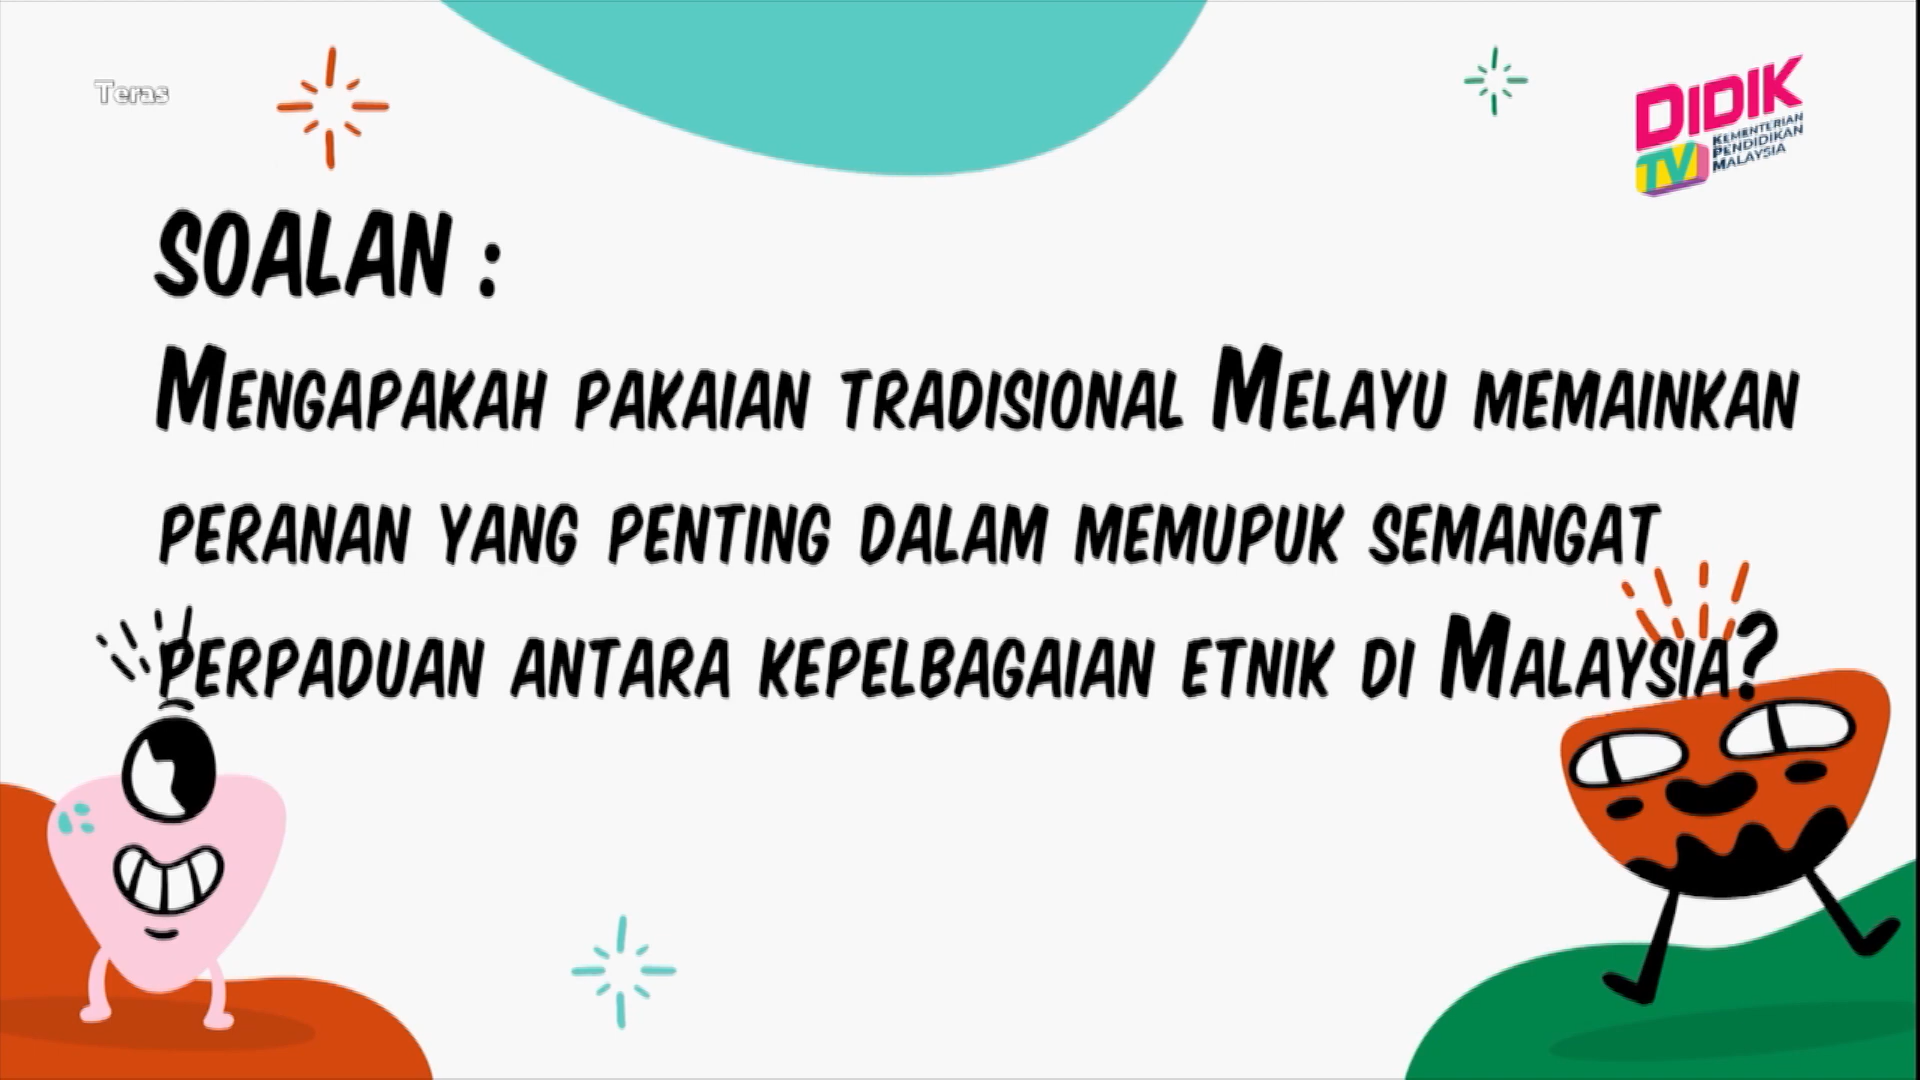 Teras
DIDIK
TV
KEMENTERIAN
PENDIDIKAN
MALAYSIA
SOALAN :
MENGAPAKAH PAKAIAN TRADISIONAL MELAYU MEMAINKAN
PERANAN YANG PENTING DALAM MEMUPUK SEMANGAT
PERPADUAN ANTARA KEPELBAGAIAN ETNIK DI MALAYSIA?